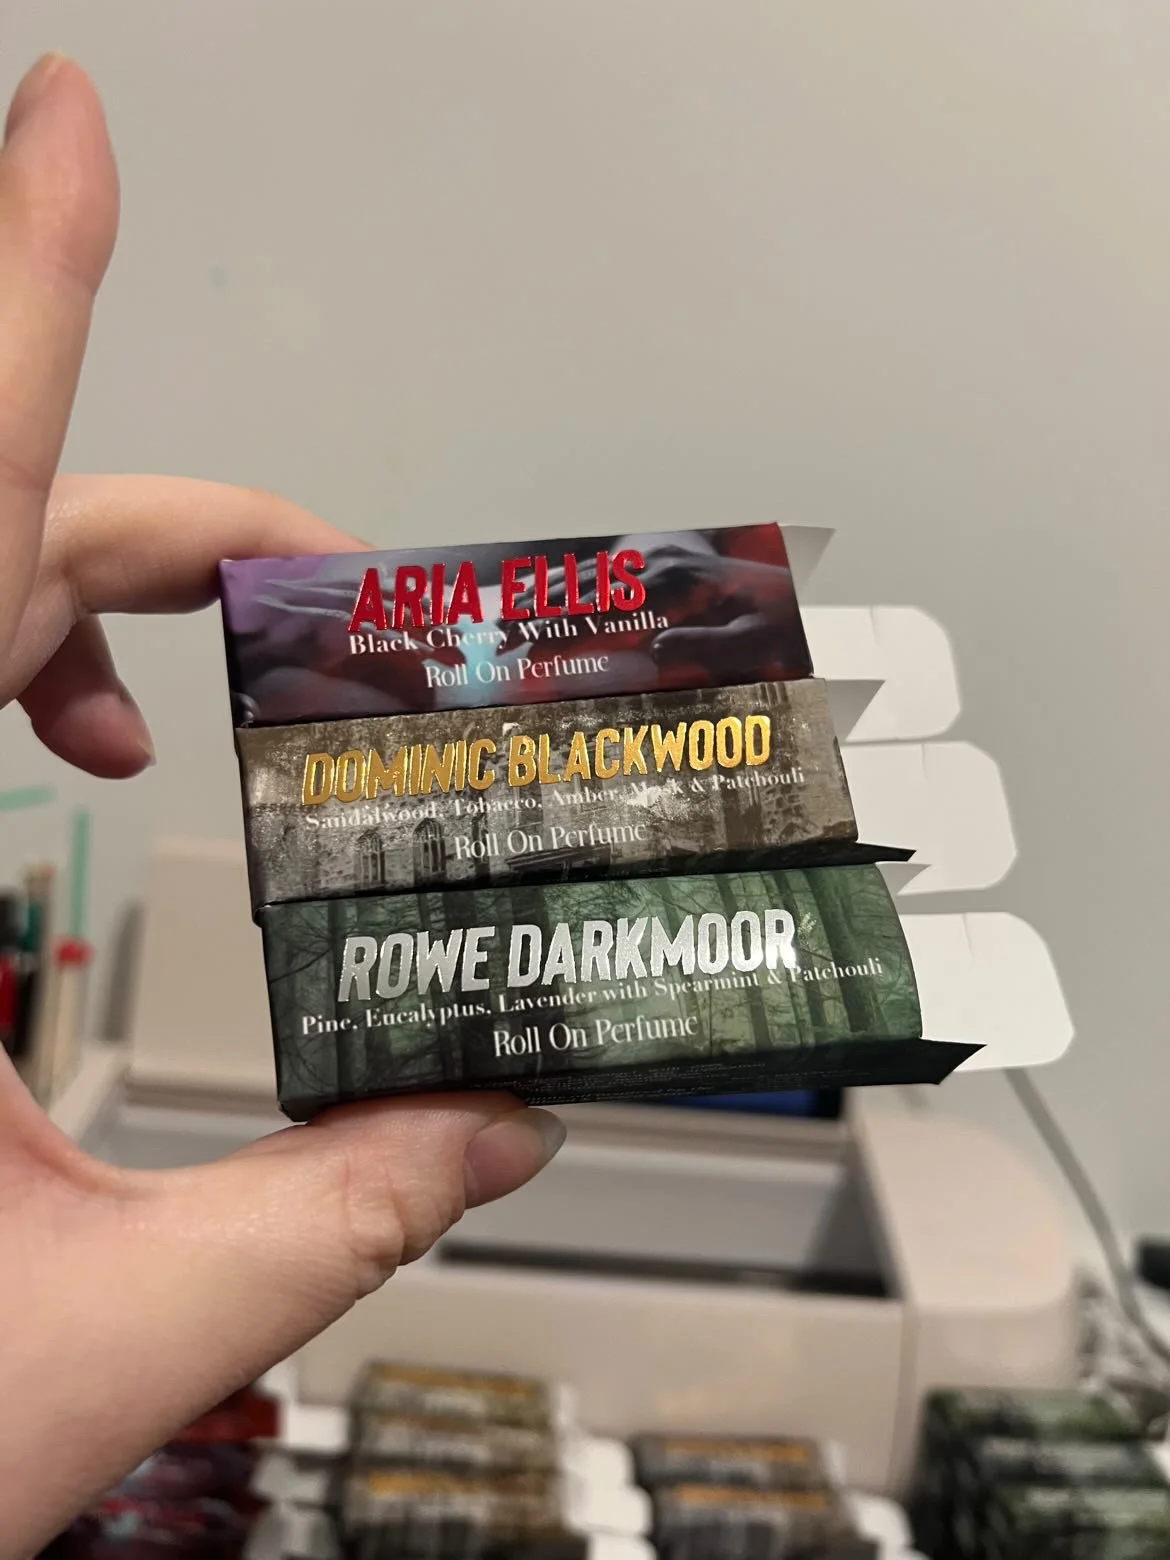 ARIA ELLIS
Black Cherry With Vanilla
Roll On Perfume
DOMINIC BLACKWOOD
Sandalwood, Tobacco, Amber, Musk & Patchouli
Roll On Perfume
ROWE DARKMOOR
Pine, Eucalyptus, Lavender with Spearmint & Patchouli
Roll On Perfume